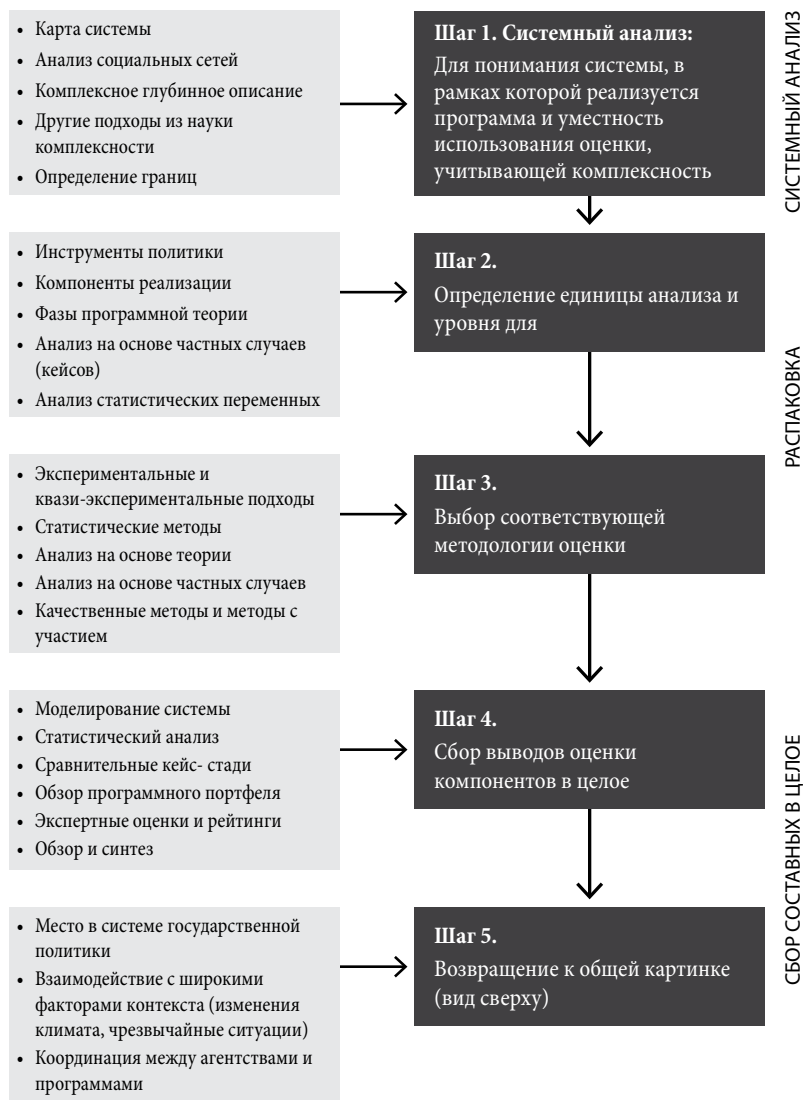 • Карта системы
• Анализ социальных сетей
• Комплексное глубинное описание
• Другие подходы из науки
комплексности
• Определение границ
Шаг 1. Системный анализ:
Для понимания системы, в
рамках которой реализуется
программа и уместность
использования оценки,
учитывающей комплексность
СИСТЕМНЫЙ АНАЛИЗ
• Инструменты политики
• Компоненты реализации
• Фазы программной теории
• Анализ на основе частных случаев
(кейсов)
• Анализ статистических переменных
Шаг 2.
Определение единицы анализа и
уровня для
РАСПАКОВКА
• Экспериментальные и
квази-экспериментальные подходы
• Статистические методы
• Анализ на основе теории
• Анализ на основе частных случаев
• Качественные методы и методы с
участием
Шаг 3.
Выбор соответствующей
методологии оценки
• Моделирование системы
• Статистический анализ
• Сравнительные кейс- стади
• Обзор программного портфеля
• Экспертные оценки и рейтинги
• Обзор и синтез
Шаг 4.
Сбор выводов оценки
компонентов в целое
СБОР СОСТАВНЫХ В ЦЕЛОЕ
• Место в системе государственной
политики
• Взаимодействие с широкими
факторами контекста (изменения
климата, чрезвычайные ситуации)
• Координация между агентствами и
программами
Шаг 5.
Возвращение к общей картинке
(вид сверху)